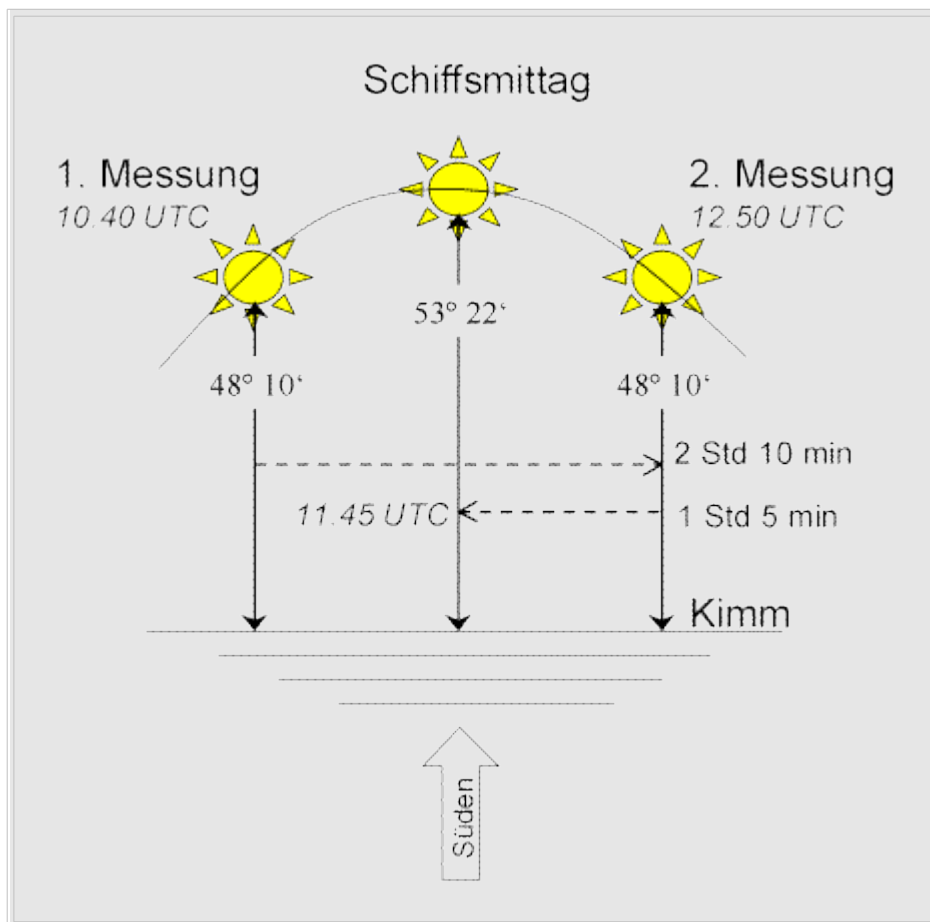 Schiffsmittag
1. Messung
10.40 UTC
2. Messung
12.50 UTC
53° 22‘
48° 10‘
48° 10‘
2 Std 10 min
11.45 UTC
1 Std 5 min
Kimm
Süden